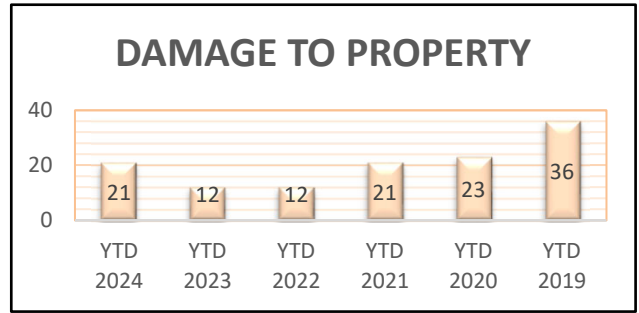 DAMAGE TO PROPERTY
40
20
0
21 12 12 21 23 36
YTD YTD YTD YTD YTD YTD
2024 2023 2022 2021 2020 2019